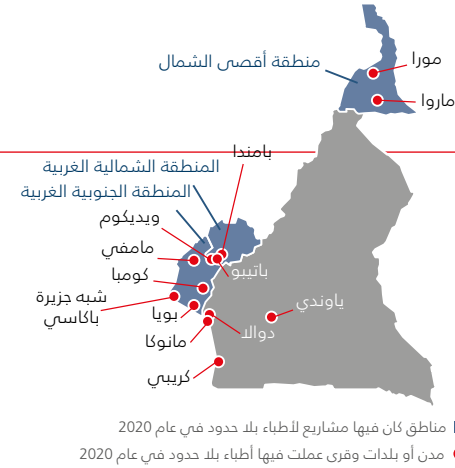 مورا
منطقة أقصى الشمال
ماروا
بامندا
المنطقة الشمالية الغربية
المنطقة الجنوبية الغربية
ويديكوم
مامفي
باتيبو
كومبا
شبه جزيرة
باكاسي
ياوندي
بويا
دوالا
مانوكا
كريبي
مناطق كان فيها مشاريع لأطباء بلا حدود في عام 2020
مدن أو بلدات وقرى عملت فيها أطباء بلا حدود في عام 2020